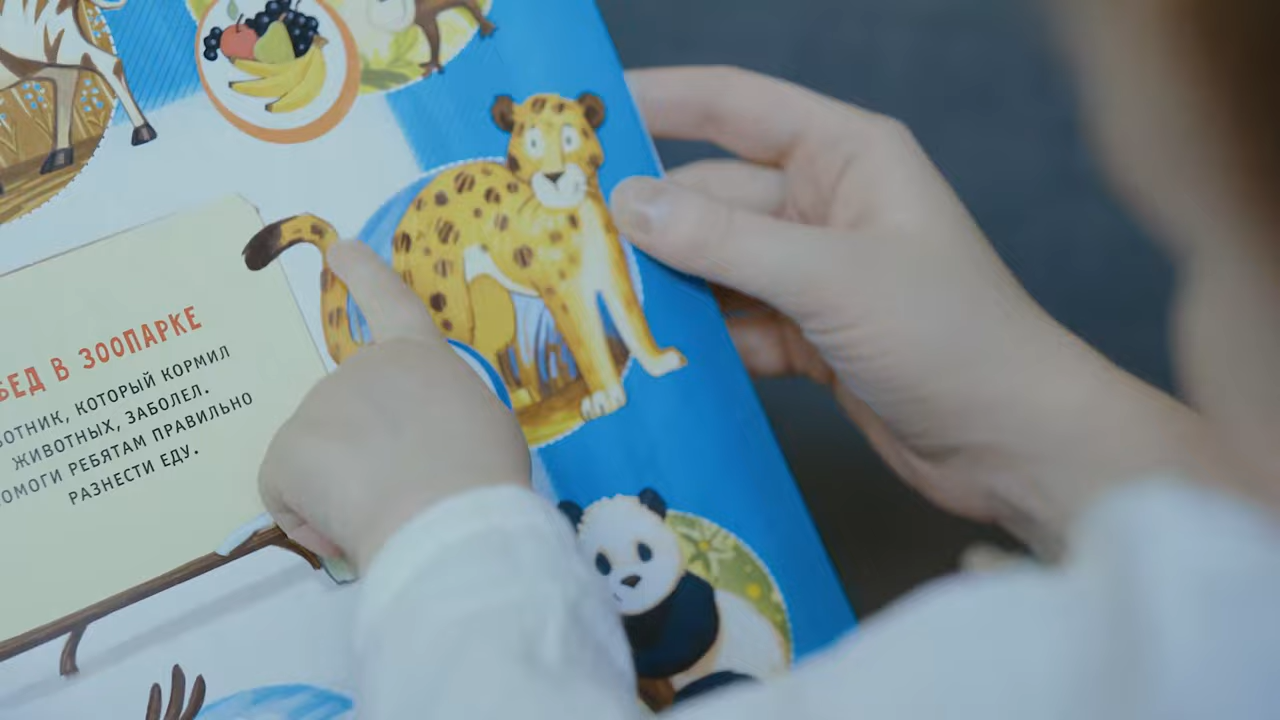 БЕД В ЗООПАРКЕ
ОТНИК, КОТОРЫЙ КОРМИЛ
ЖИВОТНЫХ, ЗАБОЛЕЛ.
ОМОГИ РЕБЯТАМ ПРАВИЛЬНО
РАЗНЕСТИ ЕДУ.